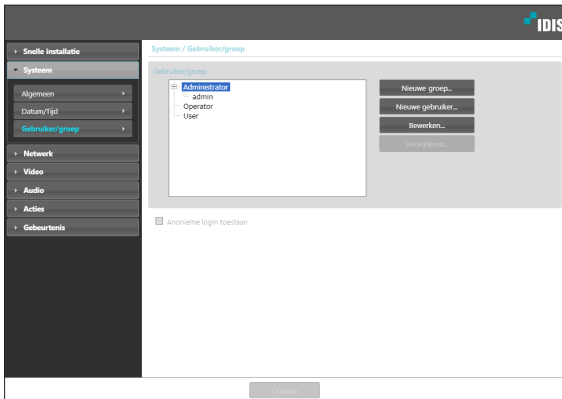 IDIS
Snelle installatie
Systeem
Algemeen
Datum/Tijd
Gebruiker/groep
Netwerk
Video
Audio
Acties
Gebeurtenis
Systeem / Gebruiker/groep
Gebruiker/groep
Administrator
admin
Operator
User
Nieuwe groep...
Nieuwe gebruiker...
Bewerken...
Verwijderen...
Anonieme login toestaan
Opslaan